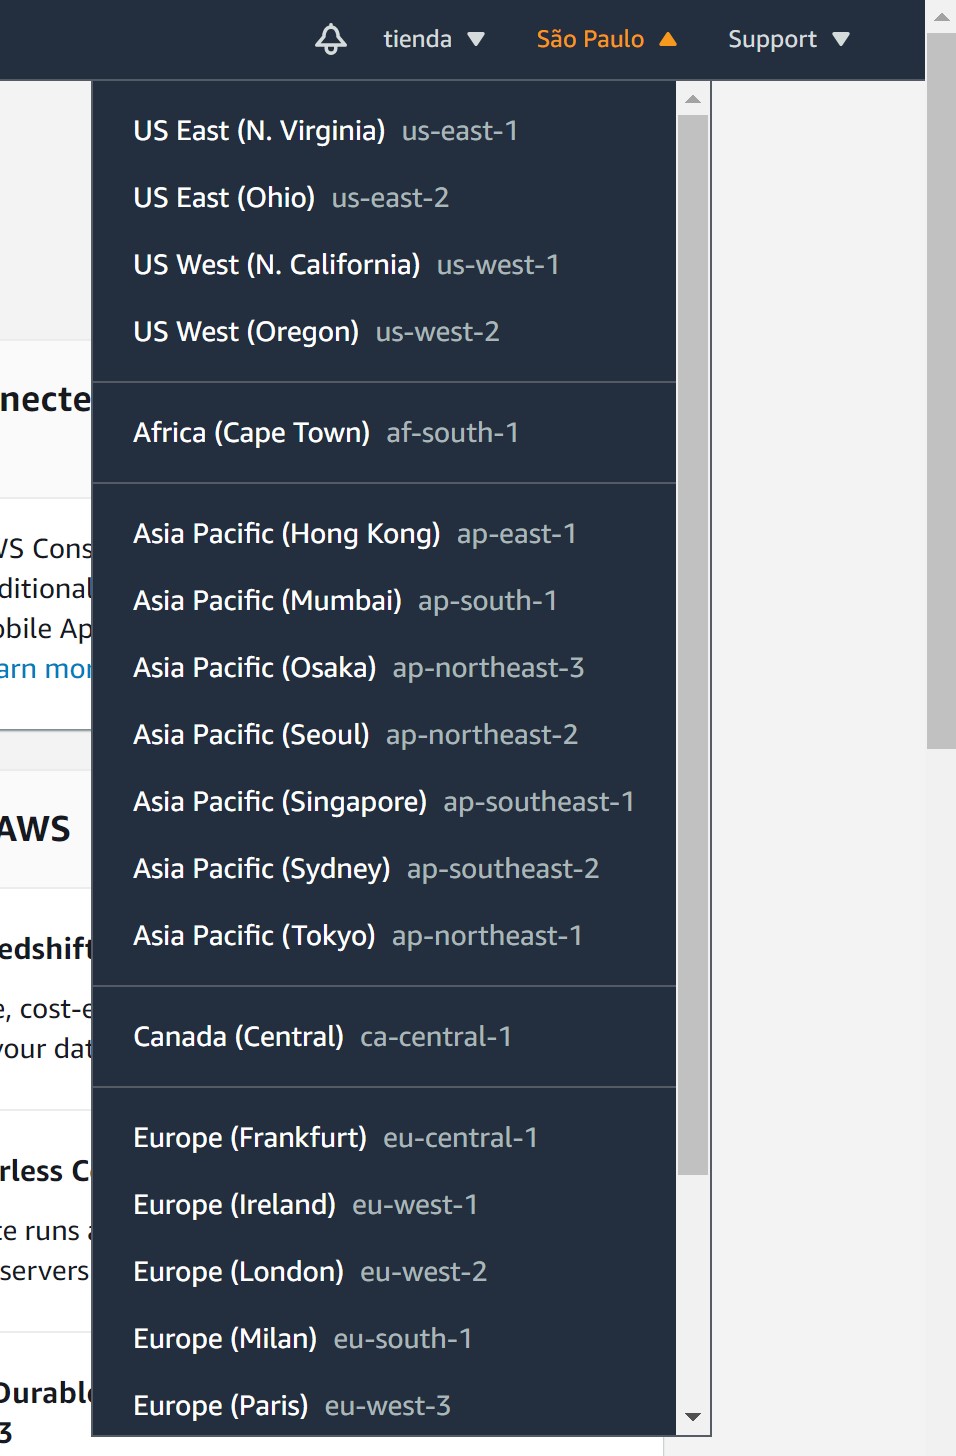 tienda ▼ São Paulo ▲ Support ▼
US East (N. Virginia) us-east-1
US East (Ohio) us-east-2
US West (N. California) us-west-1
US West (Oregon) us-west-2
necte
Africa (Cape Town) af-south-1
Asia Pacific (Hong Kong) ap-east-1
VS Cons
ditional
Asia Pacific (Mumbai) ap-south-1
obile Ap
arn mor
Asia Pacific (Osaka) ap-northeast-3
Asia Pacific (Seoul) ap-northeast-2
Asia Pacific (Singapore) ap-southeast-1
AWS
Asia Pacific (Sydney) ap-southeast-2
Asia Pacific (Tokyo) ap-northeast-1
edshift
e, cost-e
Canada (Central) ca-central-1
your dat
Europe (Frankfurt) eu-central-1
rless C
Europe (Ireland) eu-west-1
te runs a
servers
Europe (London) eu-west-2
Europe (Milan) eu-south-1
Durable
Europe (Paris) eu-west-3
3